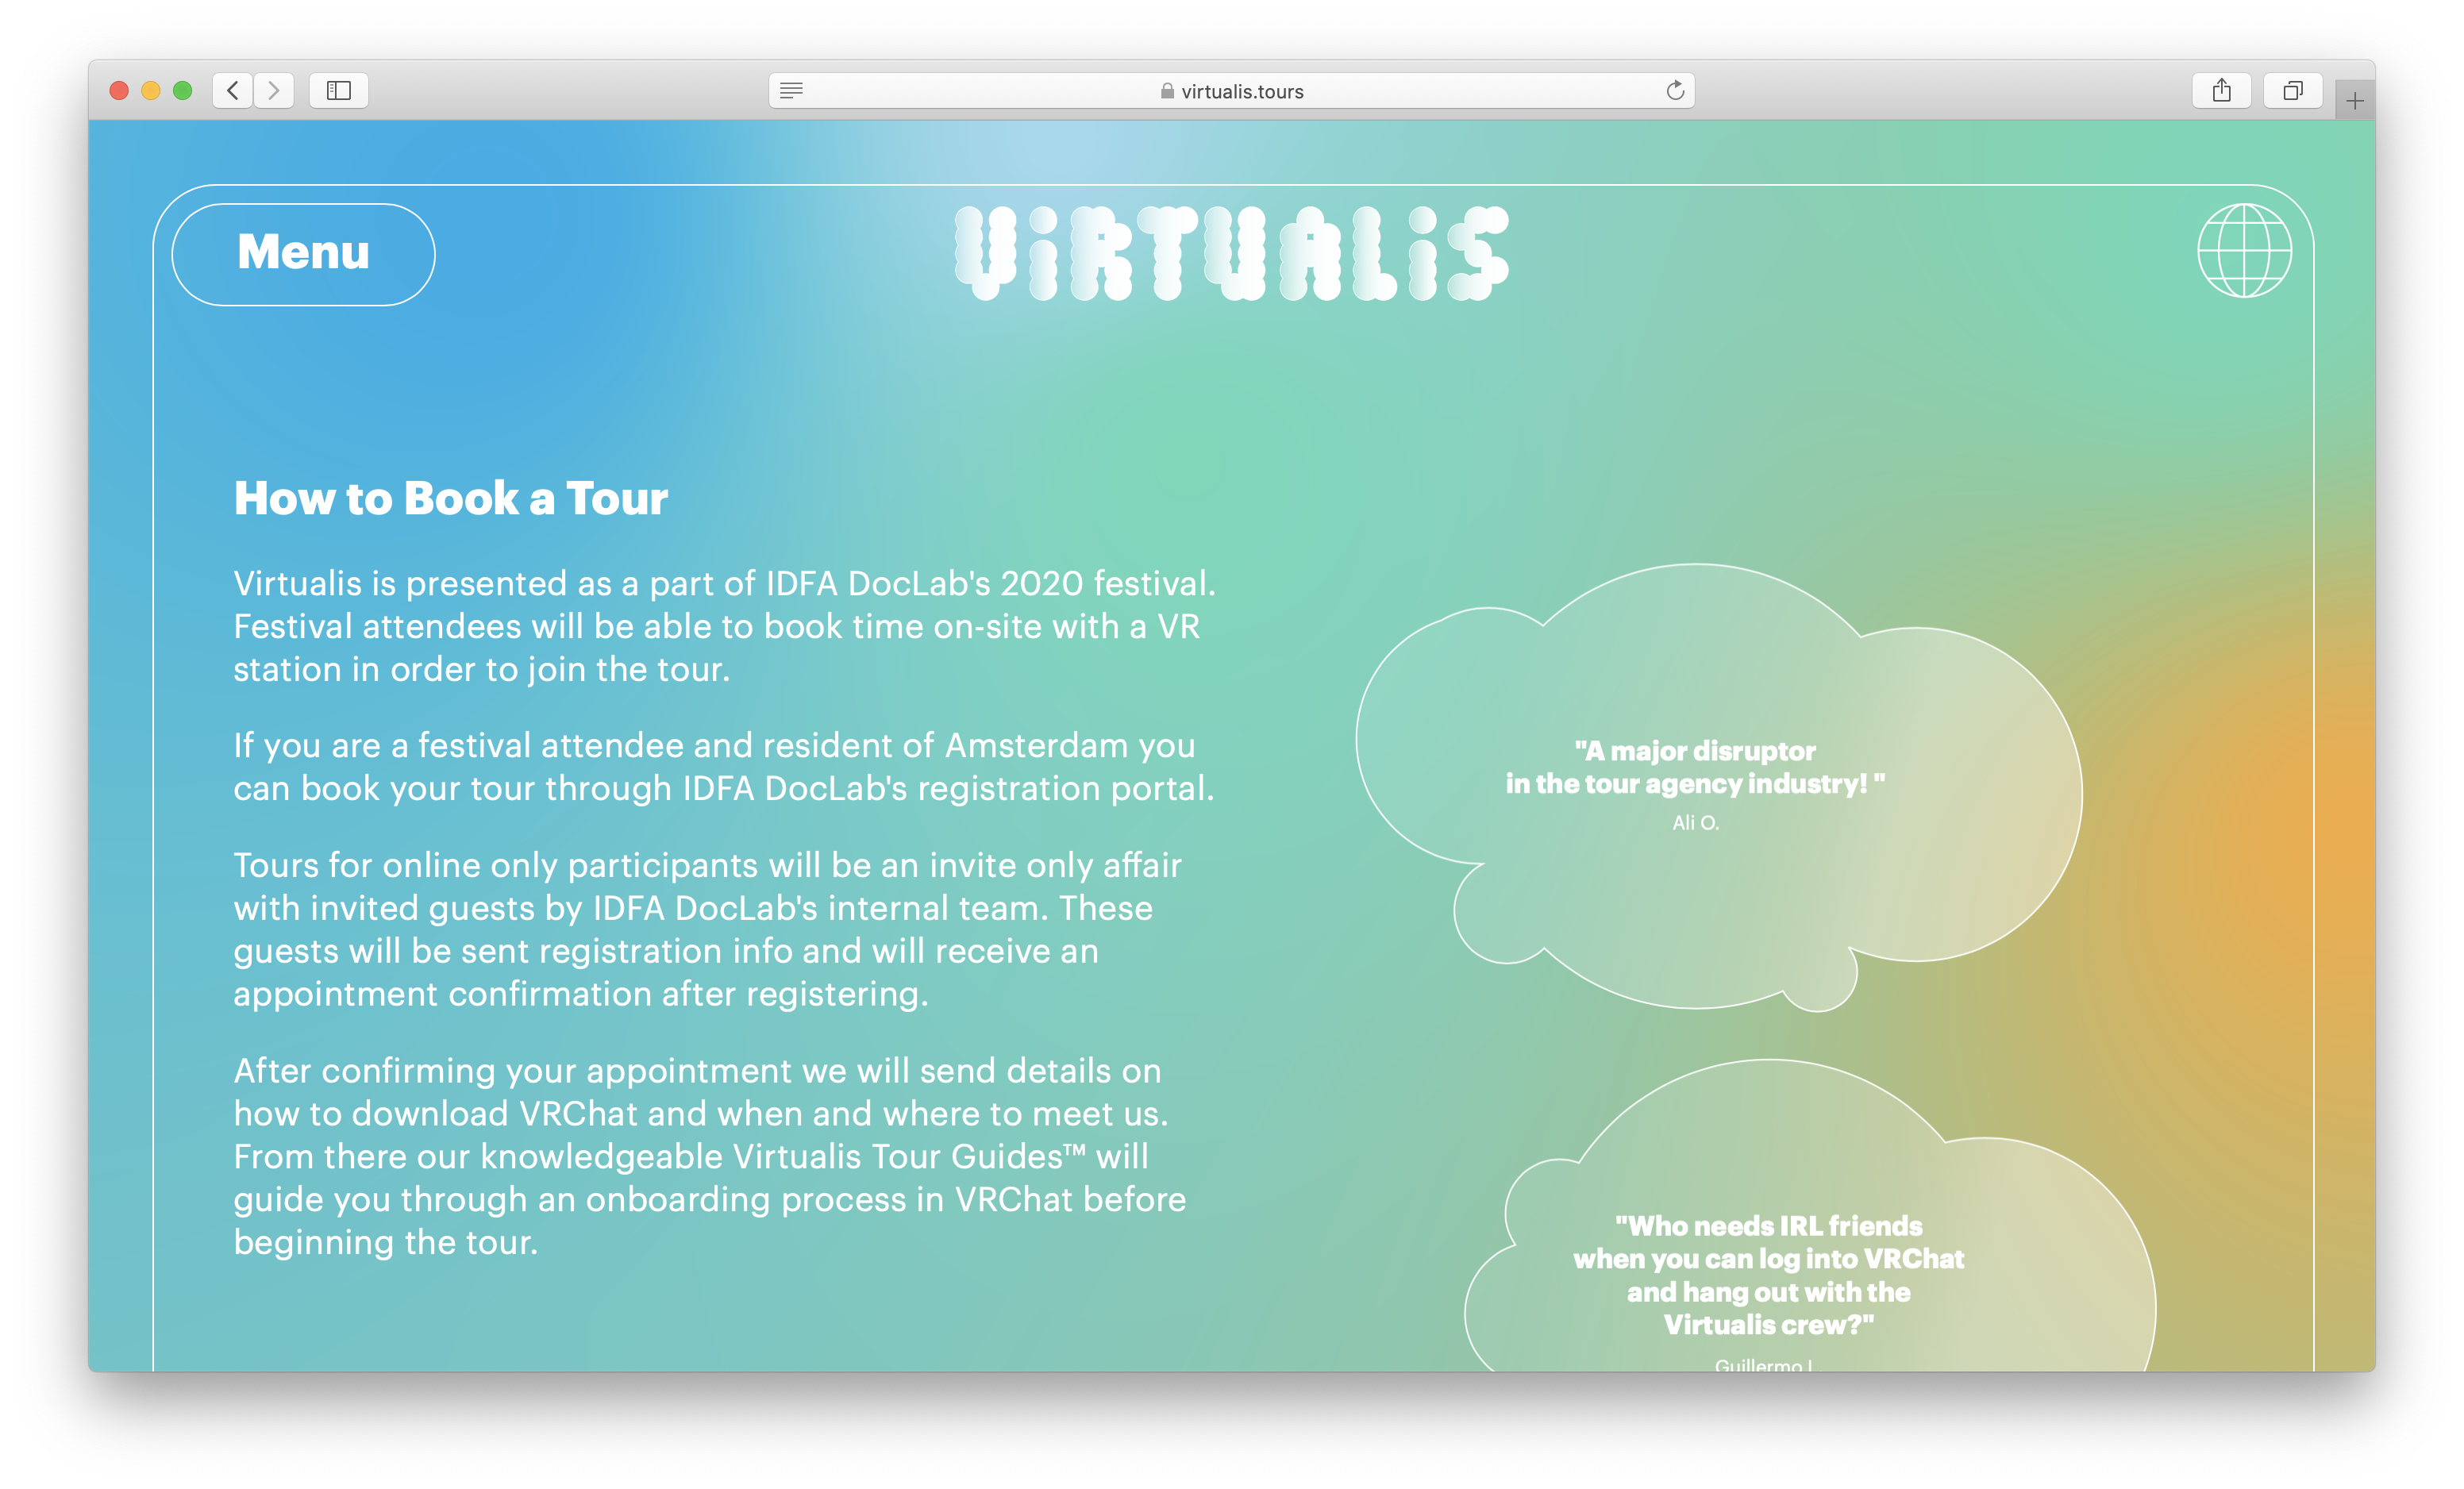 virtualis.tours
Menu
ViRTUALiS
How to Book a Tour
Virtualis is presented as a part of IDFA DocLab's 2020 festival.
Festival attendees will be able to book time on-site with a VR
station in order to join the tour.
If you are a festival attendee and resident of Amsterdam you
can book your tour through IDFA DocLab's registration portal.
Tours for online only participants will be an invite only affair
with invited guests by IDFA DocLab's internal team. These
guests will be sent registration info and will receive an
appointment confirmation after registering.
After confirming your appointment we will send details on
how to download VRChat and when and where to meet us.
From there our knowledgeable Virtualis Tour Guides™ will
guide you through an onboarding process in VRChat before
beginning the tour.
"A major disruptor
in the tour agency industry! "
Ali O.
"Who needs IRL friends
when you can log into VRChat
and hang out with the
Virtualis crew?"
Guillermo